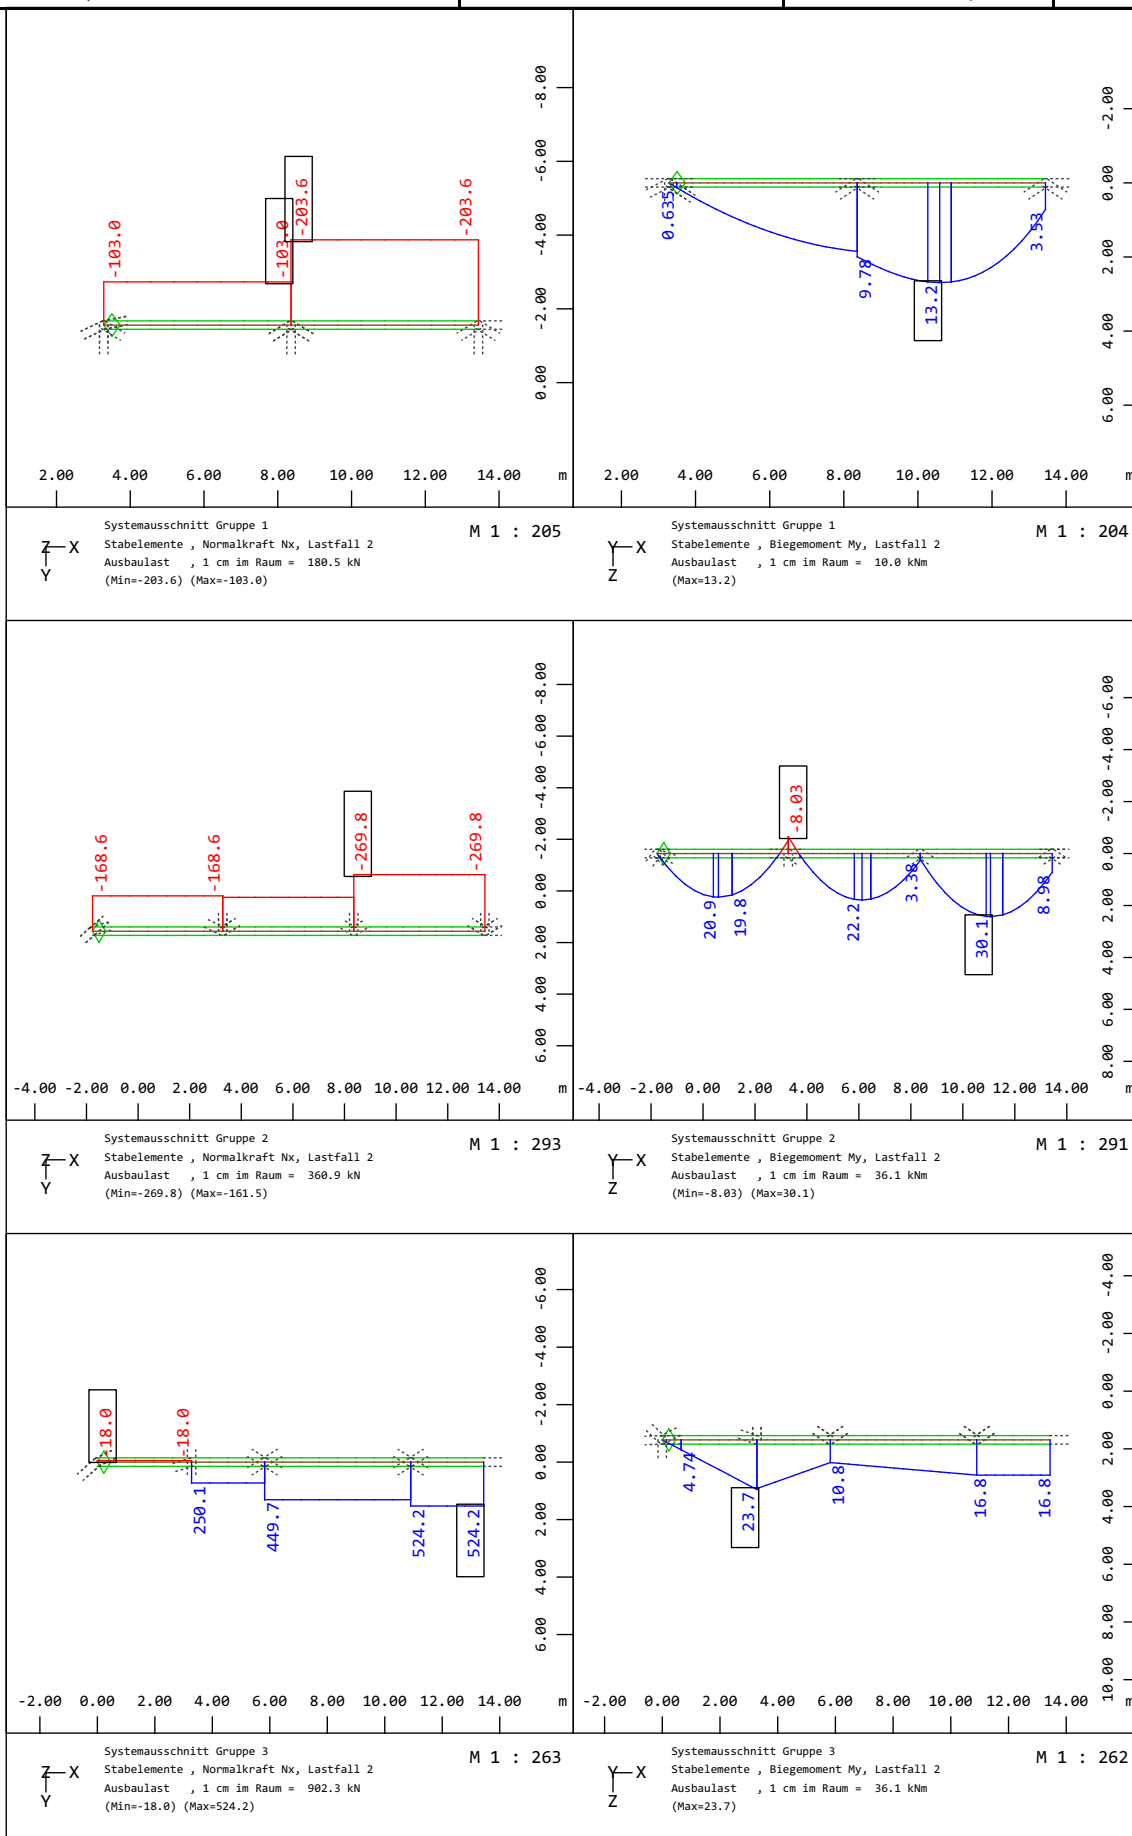 -8.00
-6.00
-4.00
-2.00
0.00
-103.0
-103.0
-203.6
-203.6
2.00 4.00 6.00 8.00 10.00 12.00 14.00 m
Z X
Y
Systemausschnitt Gruppe 1
Stabelemente , Normalkraft Nx, Lastfall 2
Ausbaulast , 1 cm im Raum = 180.5 kN
(Min=-203.6) (Max=-103.0)
M 1 : 205
-2.00
0.00
2.00
4.00
6.00
0.635
9.78
13.2
3.53
2.00 4.00 6.00 8.00 10.00 12.00 14.00 m
Y X
Z
Systemausschnitt Gruppe 1
Stabelemente , Biegemoment My, Lastfall 2
Ausbaulast , 1 cm im Raum = 10.0 kNm
(Max=13.2)
M 1 : 204
-8.00
-6.00
-4.00
-2.00
0.00
2.00
4.00
6.00
-168.6
-168.6
-269.8
-269.8
-4.00 -2.00 0.00 2.00 4.00 6.00 8.00 10.00 12.00 14.00 m
Z X
Y
Systemausschnitt Gruppe 2
Stabelemente , Normalkraft Nx, Lastfall 2
Ausbaulast , 1 cm im Raum = 360.9 kN
(Min=-269.8) (Max=-161.5)
M 1 : 293
-6.00
-4.00
-2.00
0.00
2.00
4.00
6.00
8.00
20.9
19.8
-8.03
22.2
3.38
30.1
8.98
-4.00 -2.00 0.00 2.00 4.00 6.00 8.00 10.00 12.00 14.00 m
Y X
Z
Systemausschnitt Gruppe 2
Stabelemente , Biegemoment My, Lastfall 2
Ausbaulast , 1 cm im Raum = 36.1 kNm
(Min=-8.03) (Max=30.1)
M 1 : 291
-6.00
-4.00
-2.00
0.00
2.00
4.00
6.00
-18.0
-18.0
250.1
449.7
524.2
524.2
-2.00 0.00 2.00 4.00 6.00 8.00 10.00 12.00 14.00 m
Z X
Y
Systemausschnitt Gruppe 3
Stabelemente , Normalkraft Nx, Lastfall 2
Ausbaulast , 1 cm im Raum = 902.3 kN
(Min=-18.0) (Max=524.2)
M 1 : 263
-4.00
-2.00
0.00
2.00
4.00
6.00
8.00
10.00
4.74
23.7
10.8
16.8
16.8
-2.00 0.00 2.00 4.00 6.00 8.00 10.00 12.00 14.00 m
Y X
Z
Systemausschnitt Gruppe 3
Stabelemente , Biegemoment My, Lastfall 2
Ausbaulast , 1 cm im Raum = 36.1 kNm
(Max=23.7)
M 1 : 262